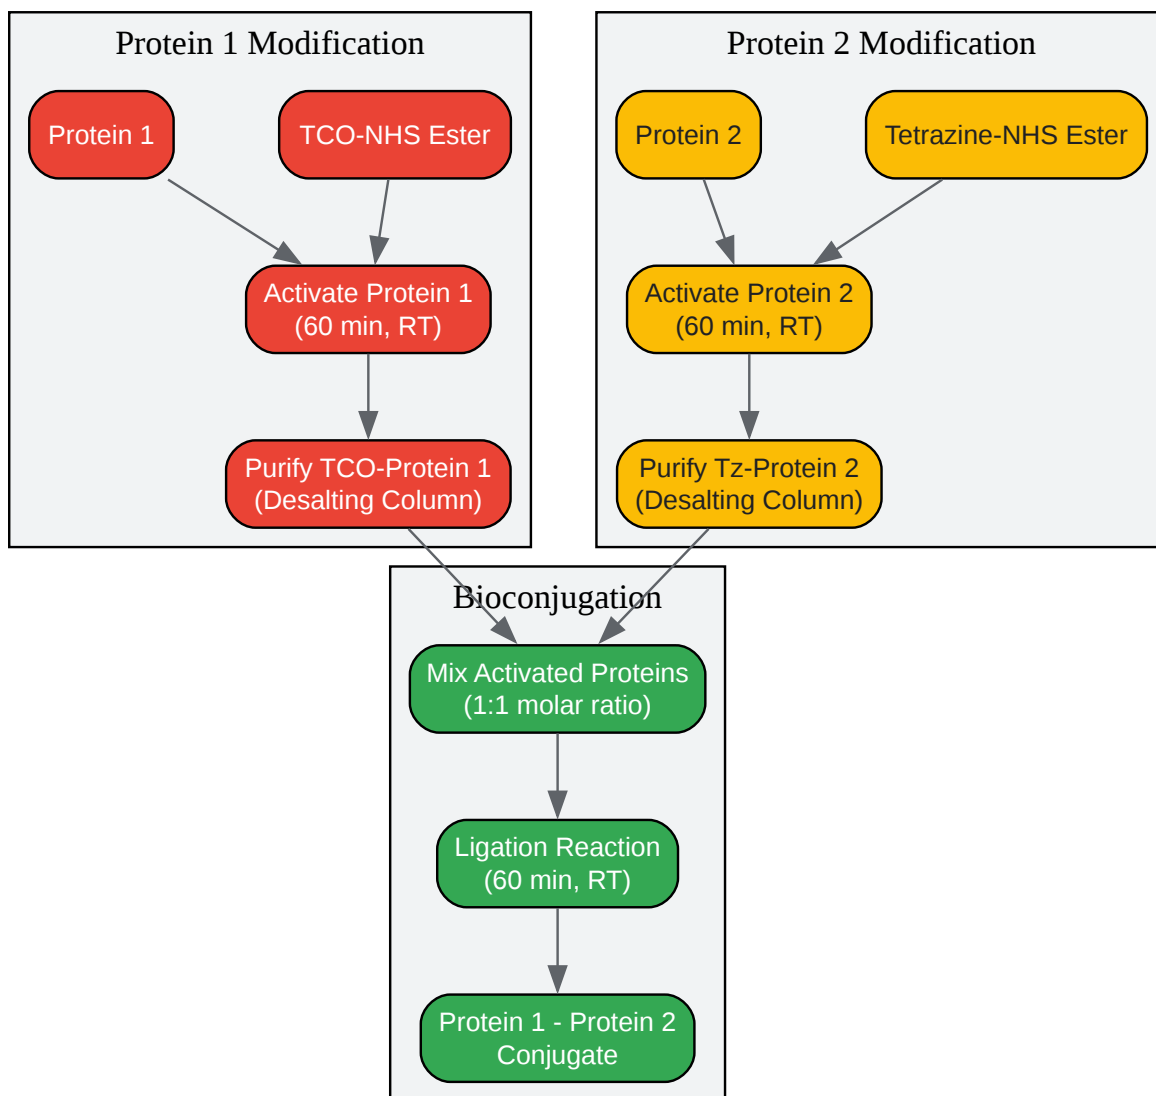 Protein 1 Modification
Protein 1
TCO-NHS Ester
Activate Protein 1
(60 min, RT)
Purify TCO-Protein 1
(Desalting Column)
Protein 2 Modification
Protein 2
Tetrazine-NHS Ester
Activate Protein 2
(60 min, RT)
Purify Tz-Protein 2
(Desalting Column)
Bioconjugation
Mix Activated Proteins
(1:1 molar ratio)
Ligation Reaction
(60 min, RT)
Protein 1 - Protein 2
Conjugate